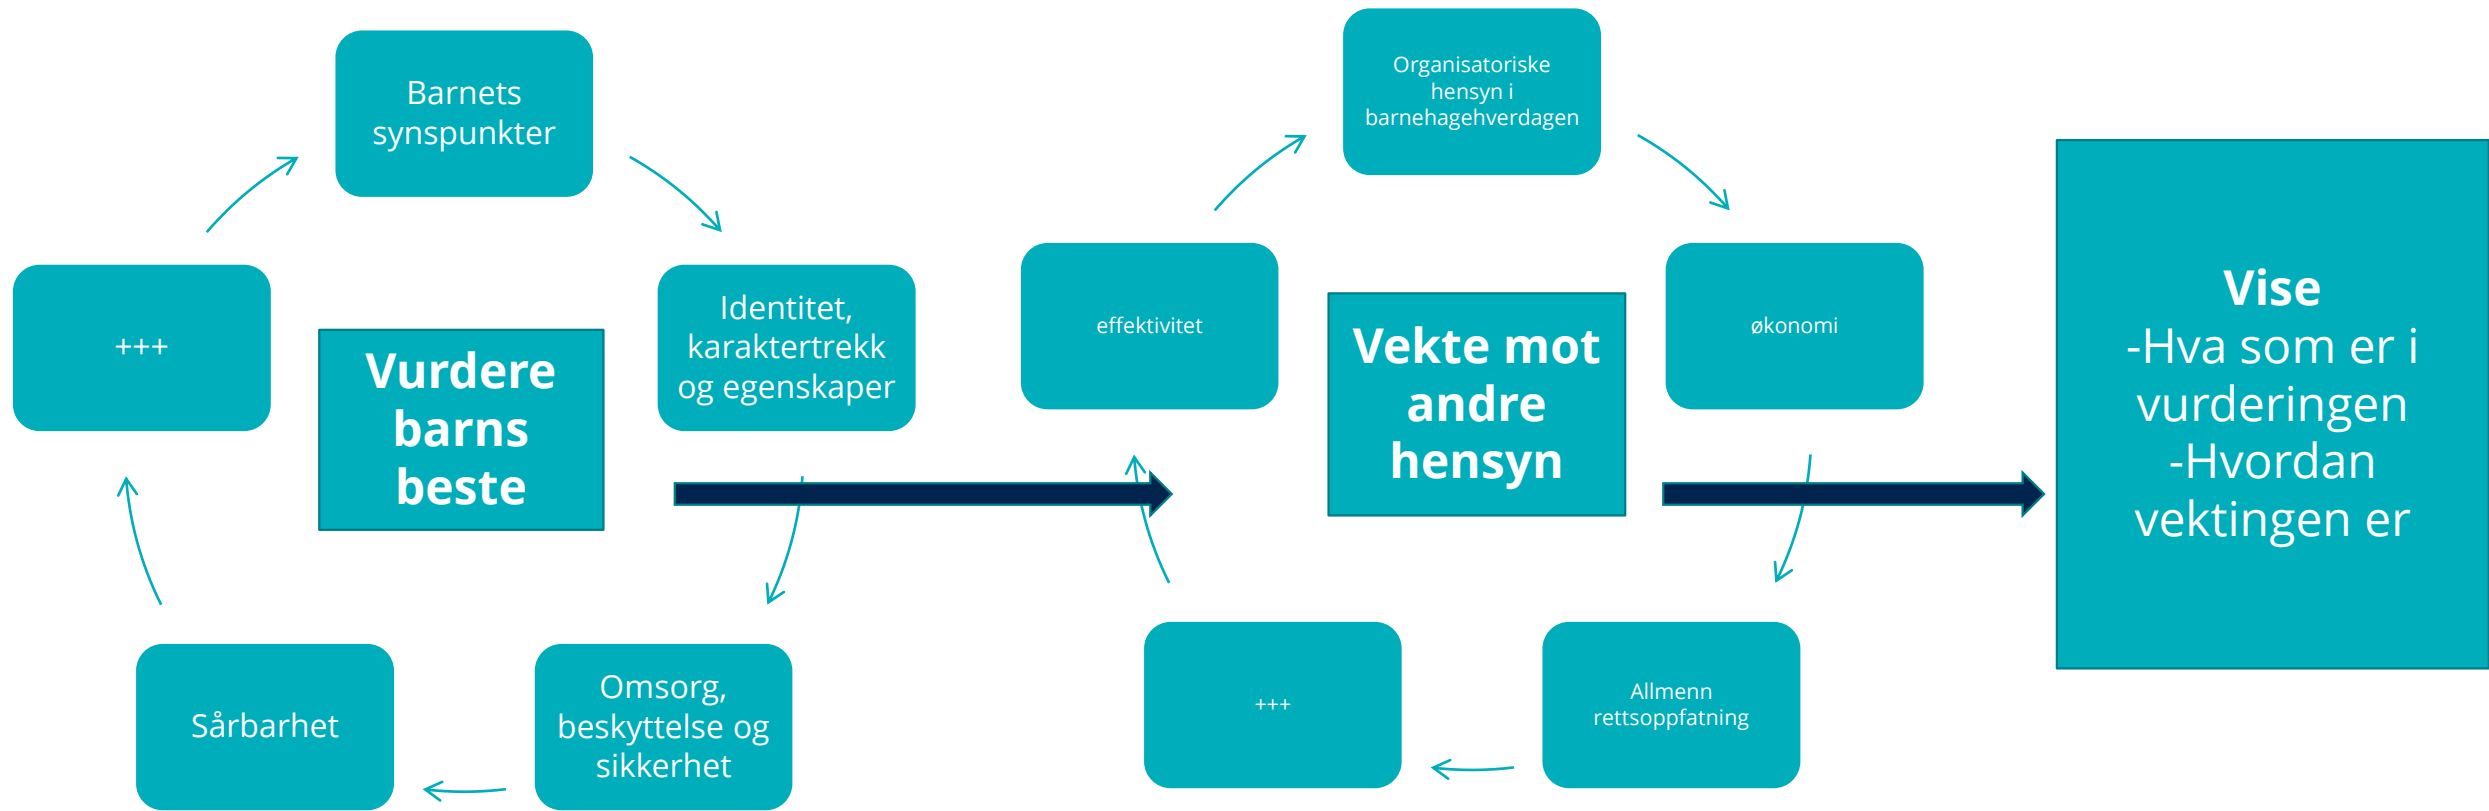 Barnets
synspunkter
Identitet,
karaktertrekk
og egenskaper
Omsorg,
beskyttelse og
sikkerhet
Sårbarhet
+++
Vurdere
barns
beste
Organisatoriske
hensyn i
barnehagehverdagen
økonomi
Allmenn
rettsoppfatning
+++
effektivitet
Vekte mot
andre
hensyn
Vise
-Hva som er i
vurderingen
-Hvordan
vektingen er